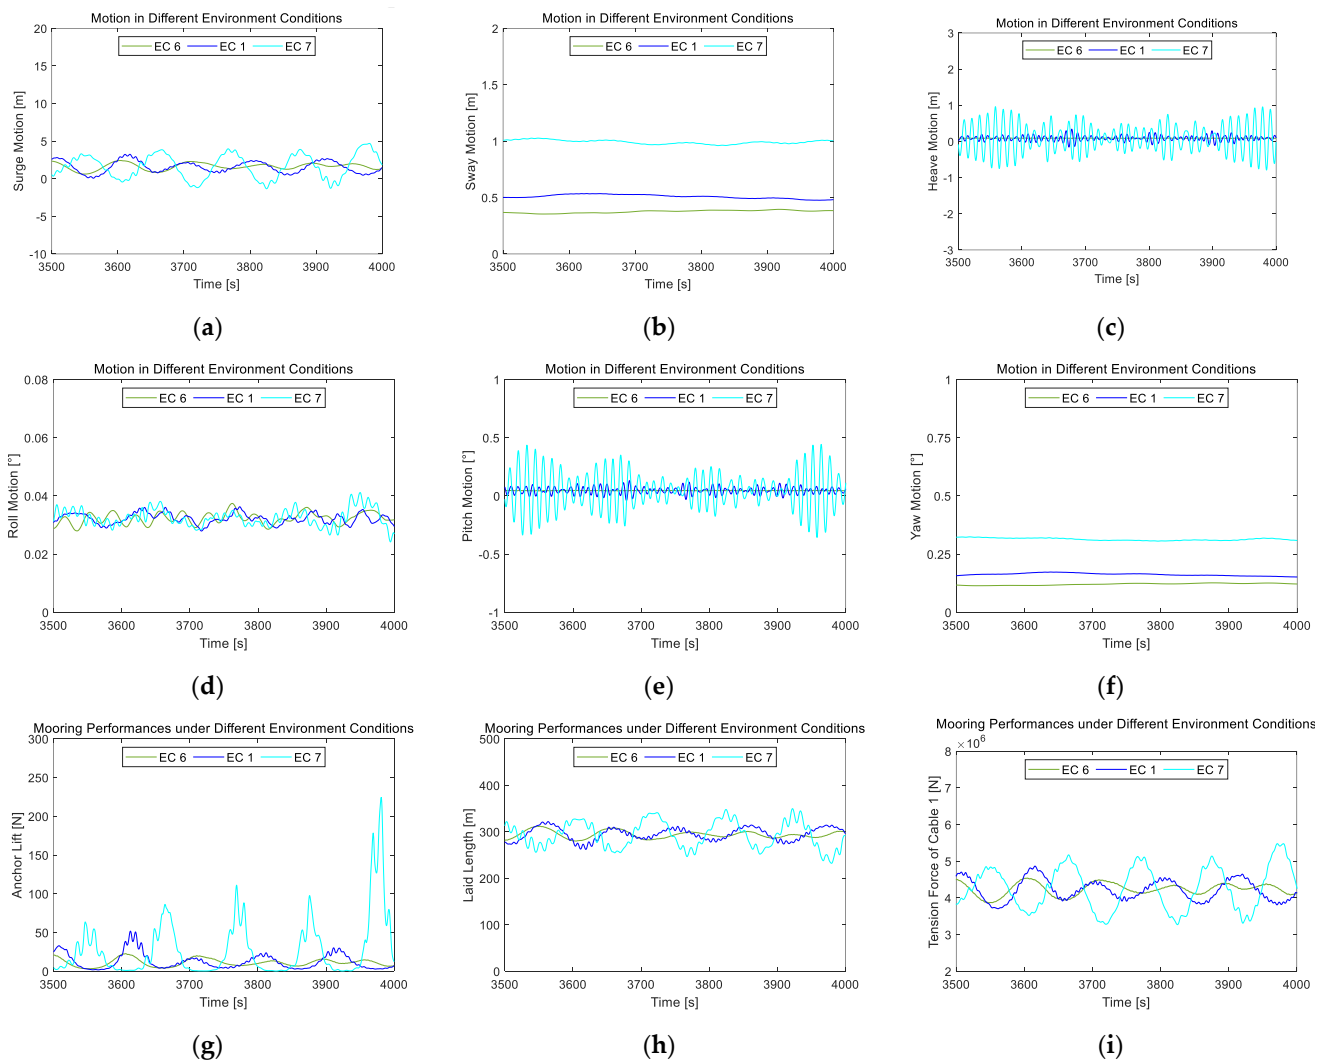 Motion in Different Environment Conditions
EC 6 EC 1 EC 7
20
15
10
5
0
-5
-10
Surge Motion [m]
3500 3600 3700 3800 3900 4000
Time [s]
(a)
Motion in Different Environment Conditions
EC 6 EC 1 EC 7
2
1.5
1
0.5
0
Sway Motion [m]
3500 3600 3700 3800 3900 4000
Time [s]
(b)
Motion in Different Environment Conditions
EC 6 EC 1 EC 7
3
2
1
0
-1
-2
-3
Heave Motion [m]
3500 3600 3700 3800 3900 4000
Time [s]
(c)
Motion in Different Environment Conditions
EC 6 EC 1 EC 7
0.08
0.06
0.04
0.02
0
Roll Motion [°]
3500 3600 3700 3800 3900 4000
Time [s]
(d)
Motion in Different Environment Conditions
EC 6 EC 1 EC 7
1
0.5
0
-0.5
-1
Pitch Motion [°]
3500 3600 3700 3800 3900 4000
Time [s]
(e)
Motion in Different Environment Conditions
EC 6 EC 1 EC 7
1
0.75
0.5
0.25
0
Yaw Motion [°]
3500 3600 3700 3800 3900 4000
Time [s]
(f)
Mooring Performances under Different Environment Conditions
EC 6 EC 1 EC 7
300
250
200
150
100
50
0
Anchor Lift [N]
3500 3600 3700 3800 3900 4000
Time [s]
(g)
Mooring Performances under Different Environment Conditions
EC 6 EC 1 EC 7
500
400
300
200
100
0
Laid Length [m]
3500 3600 3700 3800 3900 4000
Time [s]
(h)
Mooring Performances under Different Environment Conditions
×10⁶
EC 6 EC 1 EC 7
8
7
6
5
4
3
2
Tension Force of Cable 1 [N]
3500 3600 3700 3800 3900 4000
Time [s]
(i)